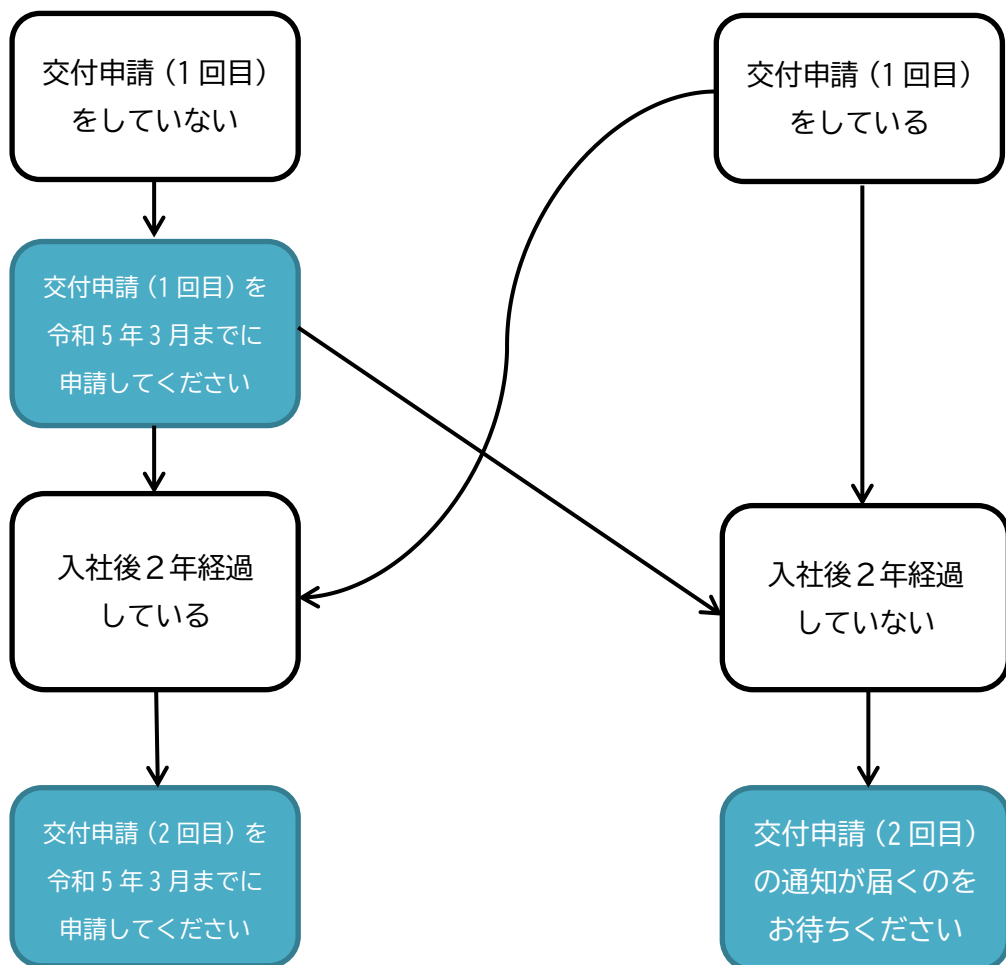 交付申請（1回目）
をしていない
交付申請（1回目）
をしている
交付申請（1回目）を
令和5年3月までに
申請してください
入社後２年経過
している
入社後２年経過
していない
交付申請（2回目）を
令和5年3月までに
申請してください
交付申請（2回目）
の通知が届くのを
お待ちください